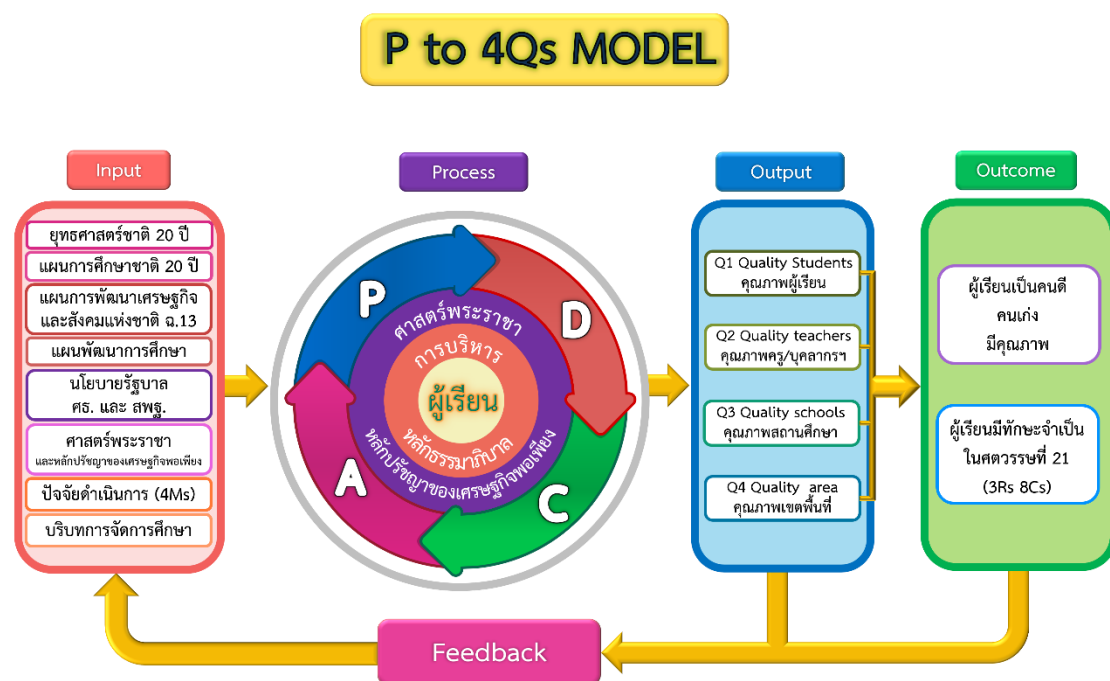 P to 4Qs MODEL
Input
ยุทธศาสตร์ชาติ 20 ปี
แผนการศึกษาชาติ 20 ปี
แผนการพัฒนาเศรษฐกิจ
และสังคมแห่งชาติ ฉ.13
แผนพัฒนาการศึกษา
นโยบายรัฐบาล
ศธ. และ สพฐ.
ศาสตร์พระราชา
และหลักปรัชญาของเศรษฐกิจพอเพียง
ปัจจัยดำเนินการ (4Ms)
บริบทการจัดการศึกษา
Process
P
D
C
A
ศาสตร์พระราชา
หลักปรัชญาของเศรษฐกิจพอเพียง
การบริหาร
หลักธรรมาภิบาล
ผู้เรียน
Output
Q1 Quality Students
คุณภาพผู้เรียน
Q2 Quality teachers
คุณภาพครู/บุคลากรฯ
Q3 Quality schools
คุณภาพสถานศึกษา
Q4 Quality area
คุณภาพเขตพื้นที่
Outcome
ผู้เรียนเป็นคนดี
คนเก่ง
มีคุณภาพ
ผู้เรียนมีทักษะจำเป็น
ในศตวรรษที่ 21
(3Rs 8Cs)
Feedback